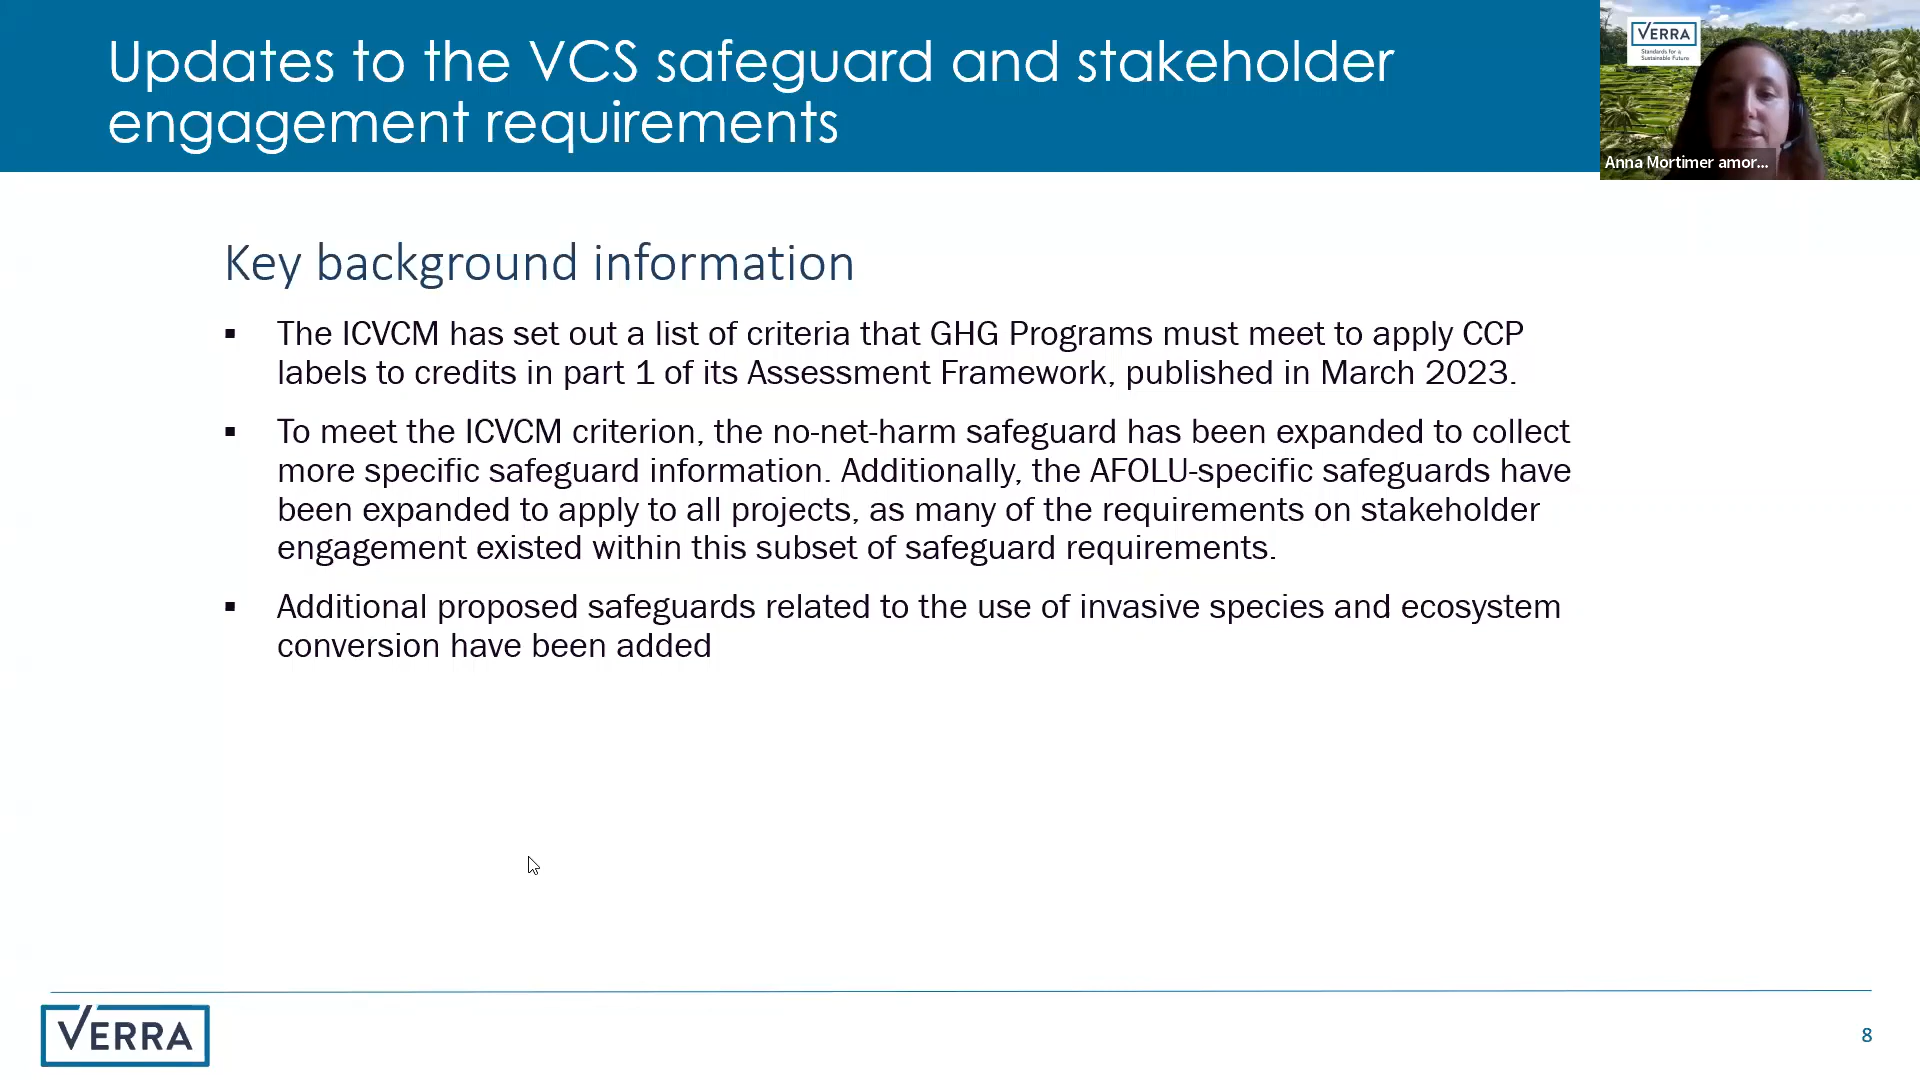 Updates to the VCS safeguard and stakeholder
engagement requirements
VERRA
Standards for a
Sustainable Future
Anna Mortimer amor...
Key background information
▪ The ICVCM has set out a list of criteria that GHG Programs must meet to apply CCP
labels to credits in part 1 of its Assessment Framework, published in March 2023.
▪ To meet the ICVCM criterion, the no-net-harm safeguard has been expanded to collect
more specific safeguard information. Additionally, the AFOLU-specific safeguards have
been expanded to apply to all projects, as many of the requirements on stakeholder
engagement existed within this subset of safeguard requirements.
▪ Additional proposed safeguards related to the use of invasive species and ecosystem
conversion have been added
VERRA
8